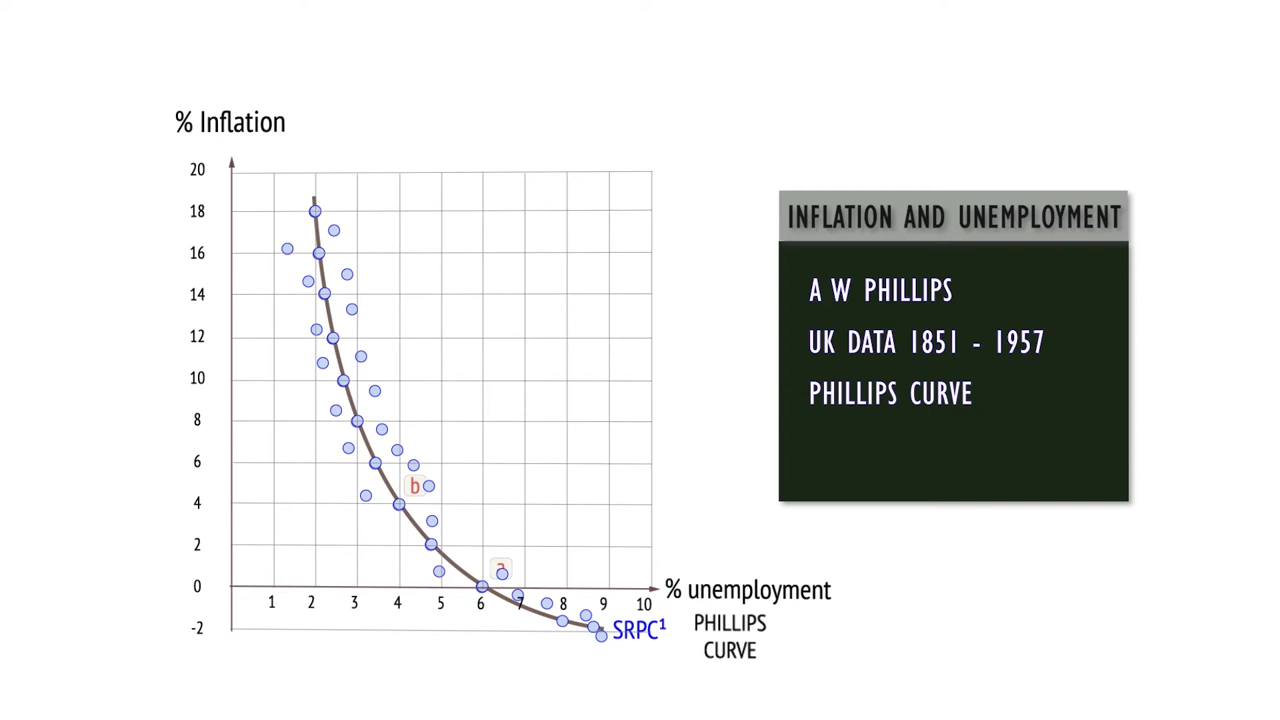 % Inflation
20
18
16
14
12
10
8
6
4
2
0
-2
b
a
1 2 3 4 5 6 7 8 9 10
% unemployment
SRPC¹
PHILLIPS
CURVE
INFLATION AND UNEMPLOYMENT
A W PHILLIPS
UK DATA 1851 - 1957
PHILLIPS CURVE